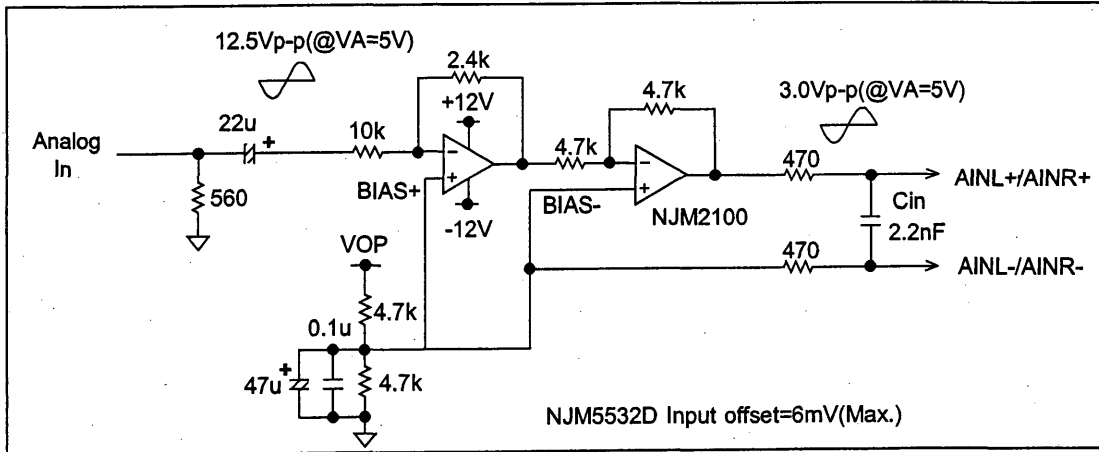 12.5Vp-p(@VA=5V)
2.4k
4.7k
3.0Vp-p(@VA=5V)
+12V
Analog
In
22u
+
10k
4.7k
470
AINL+/AINR+
560
BIAS+
BIAS-
NJM2100
Cin
2.2nF
-12V
VOP
470
AINL-/AINR-
4.7k
0.1u
+
47u
4.7k
NJM5532D Input offset=6mV(Max.)